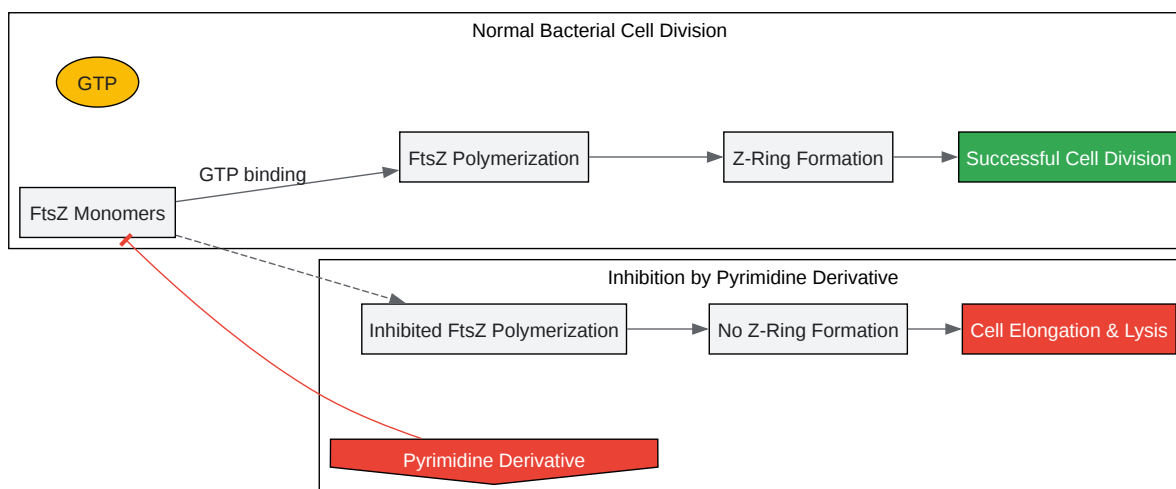 Normal Bacterial Cell Division
GTP
FtsZ Polymerization
Z-Ring Formation
Successful Cell Division
GTP binding
FtsZ Monomers
Inhibition by Pyrimidine Derivative
Inhibited FtsZ Polymerization
No Z-Ring Formation
Cell Elongation & Lysis
Pyrimidine Derivative